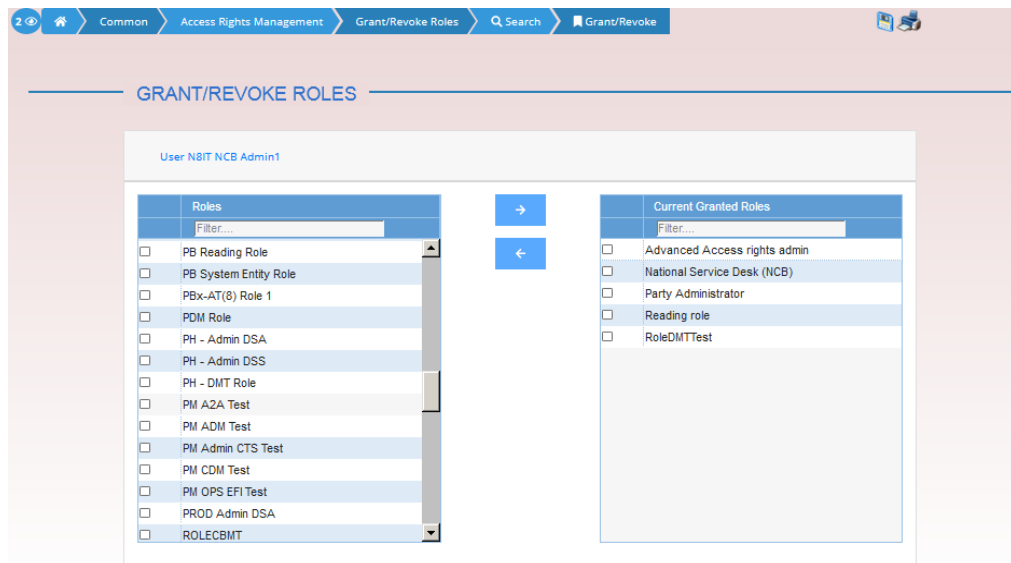 2 Common Access Rights Management Grant/Revoke Roles Search Grant/Revoke
GRANT/REVOKE ROLES
User N8IT NCB Admin1
Roles
Filter....
PB Reading Role
PB System Entity Role
PBx-AT(8) Role 1
PDM Role
PH - Admin DSA
PH - Admin DSS
PH - DMT Role
PM A2A Test
PM ADM Test
PM Admin CTS Test
PM CDM Test
PM OPS EFI Test
PROD Admin DSA
ROLECBMT
Current Granted Roles
Filter....
Advanced Access rights admin
National Service Desk (NCB)
Party Administrator
Reading role
RoleDMTTest